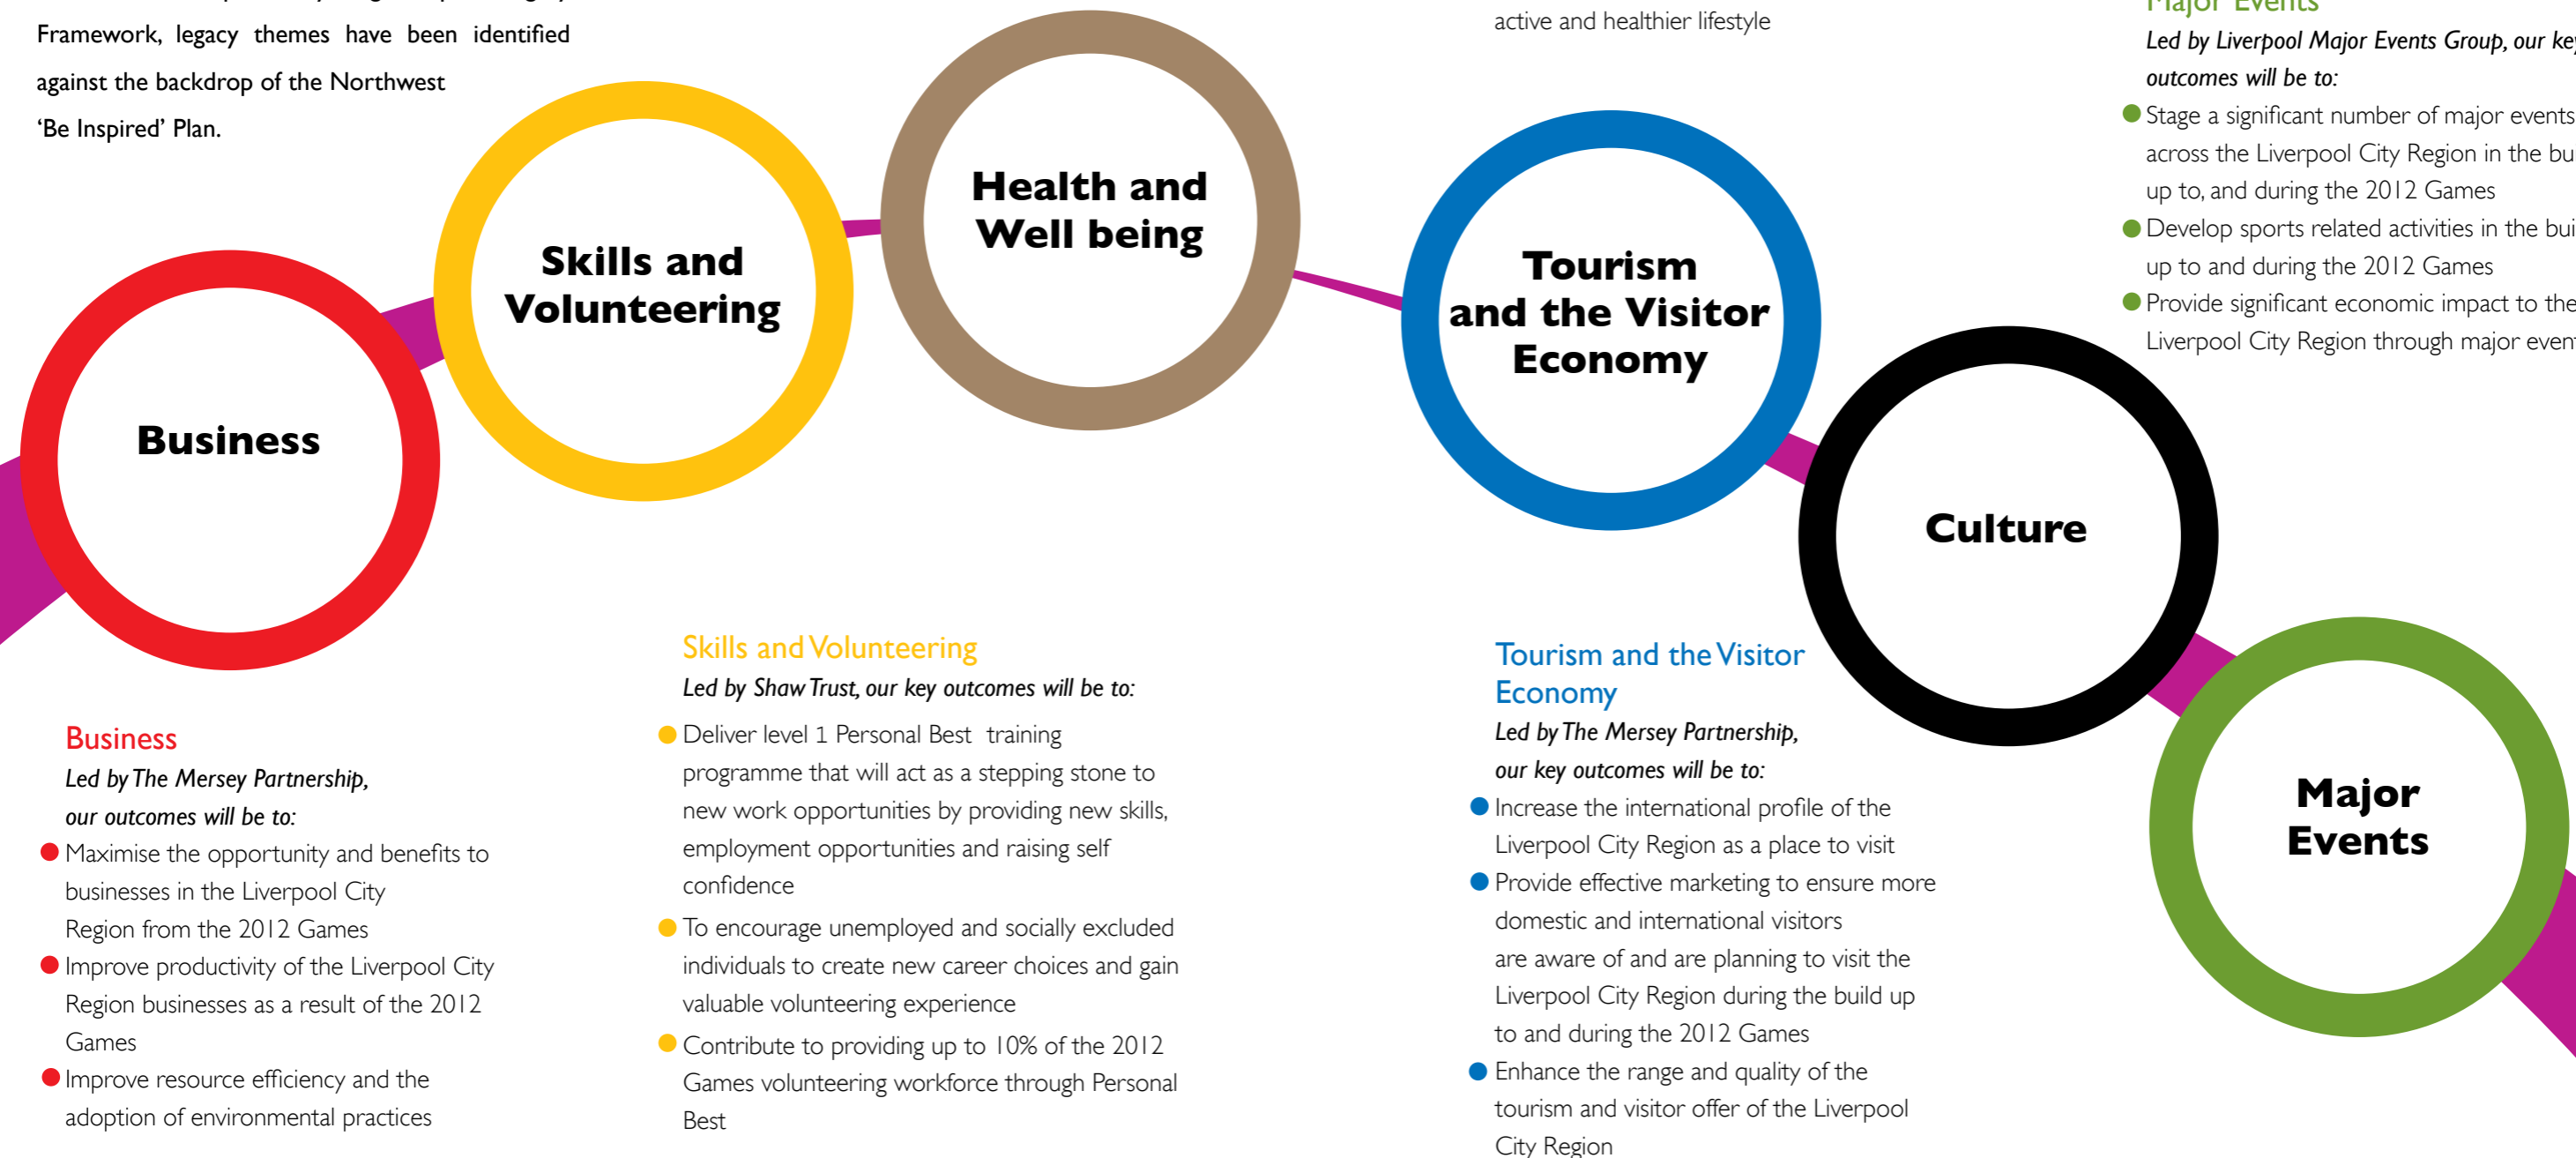 Framework, legacy themes have been identified
against the backdrop of the Northwest
‘Be Inspired’ Plan.
Business
Skills and
Volunteering
Health and
Well being
Tourism
and the Visitor
Economy
Culture
Major
Events
Business
Led by The Mersey Partnership,
our outcomes will be to:
Maximise the opportunity and benefits to
businesses in the Liverpool City
Region from the 2012 Games
Improve productivity of the Liverpool City
Region businesses as a result of the 2012
Games
Improve resource efficiency and the
adoption of environmental practices
Skills and Volunteering
Led by Shaw Trust, our key outcomes will be to:
Deliver level 1 Personal Best training
programme that will act as a stepping stone to
new work opportunities by providing new skills,
employment opportunities and raising self
confidence
To encourage unemployed and socially excluded
individuals to create new career choices and gain
valuable volunteering experience
Contribute to providing up to 10% of the 2012
Games volunteering workforce through Personal
Best
active and healthier lifestyle
Tourism and the Visitor
Economy
Led by The Mersey Partnership,
our key outcomes will be to:
Increase the international profile of the
Liverpool City Region as a place to visit
Provide effective marketing to ensure more
domestic and international visitors
are aware of and are planning to visit the
Liverpool City Region during the build up
to and during the 2012 Games
Enhance the range and quality of the
tourism and visitor offer of the Liverpool
City Region
Major Events
Led by Liverpool Major Events Group, our
outcomes will be to:
Stage a significant number of major events
across the Liverpool City Region in the
up to, and during the 2012 Games
Develop sports related activities in the
up to and during the 2012 Games
Provide significant economic impact to the
Liverpool City Region through major